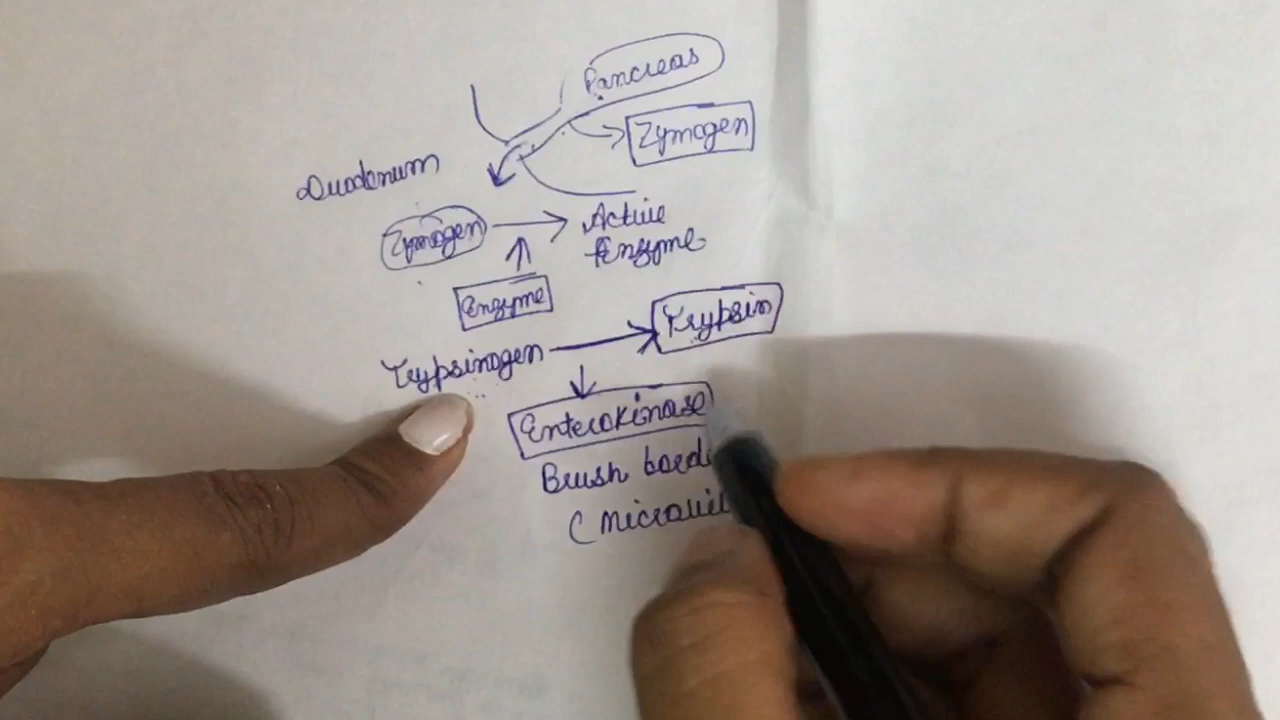 Pancreas
Zymogen
Duodenum
Zymogen
Active
Enzyme
Enzyme
Trypsin
Trypsinogen
Enterokinase
Brush
(